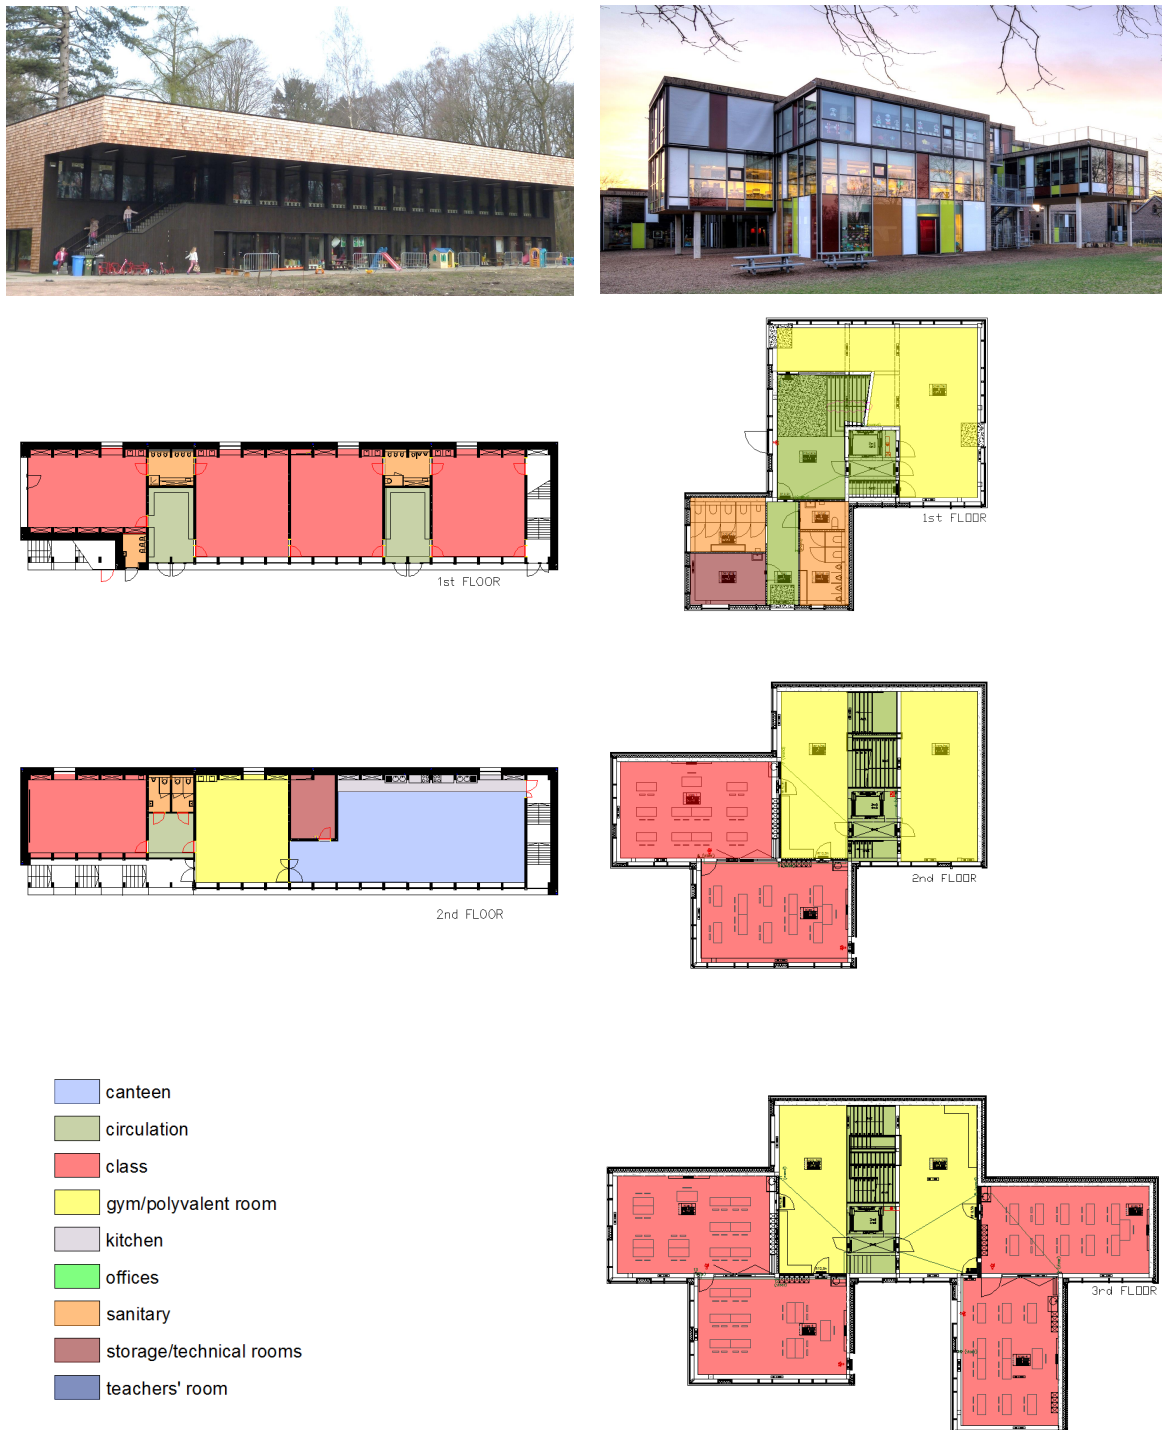 1st FLOOR
1st FLOOR
2nd FLOOR
2nd FLOOR
canteen
circulation
class
gym/polyvalent room
kitchen
offices
sanitary
storage/technical rooms
teachers' room
3rd FLOOR